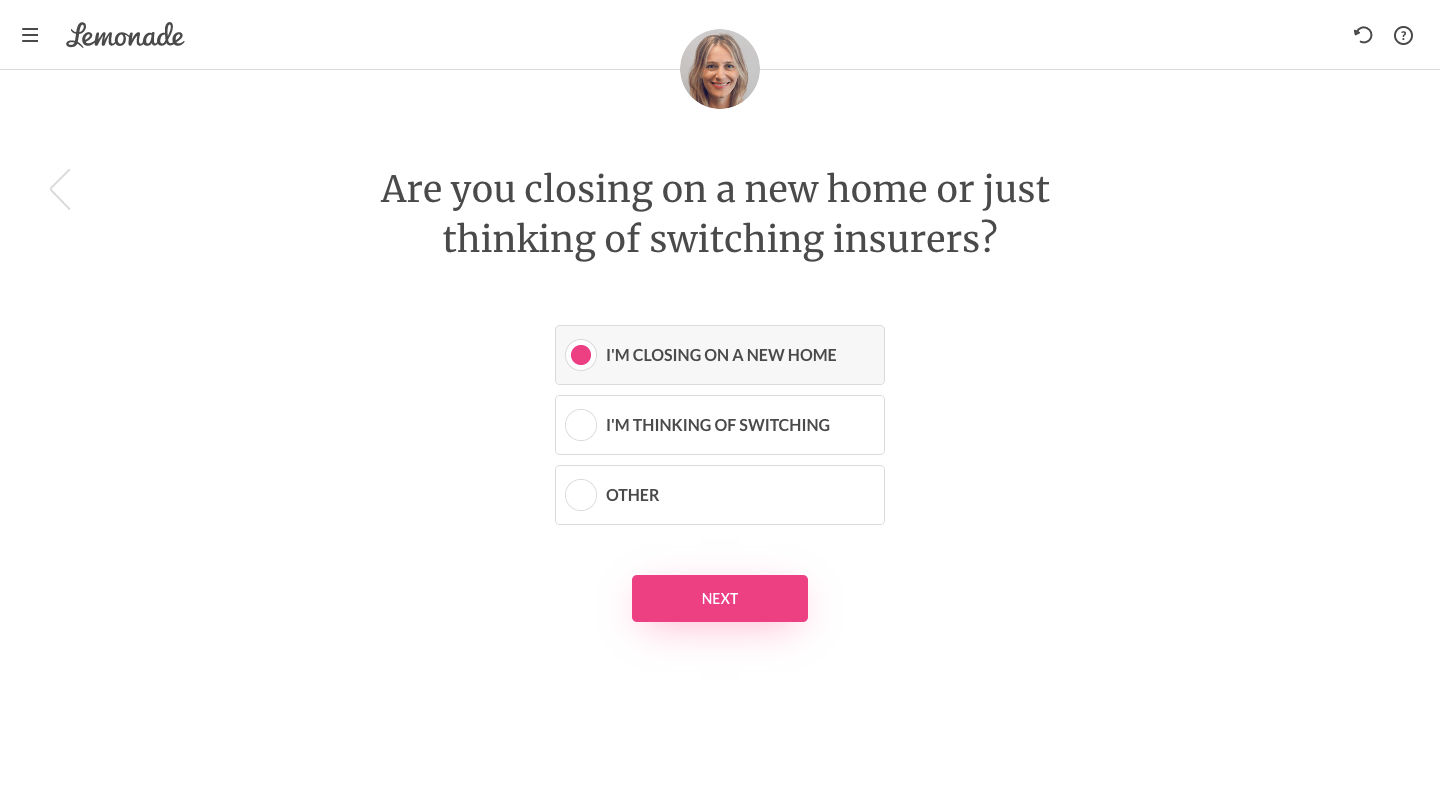 Lemonade
?
Are you closing on a new home or just
thinking of switching insurers?
I'M CLOSING ON A NEW HOME
I'M THINKING OF SWITCHING
OTHER
NEXT